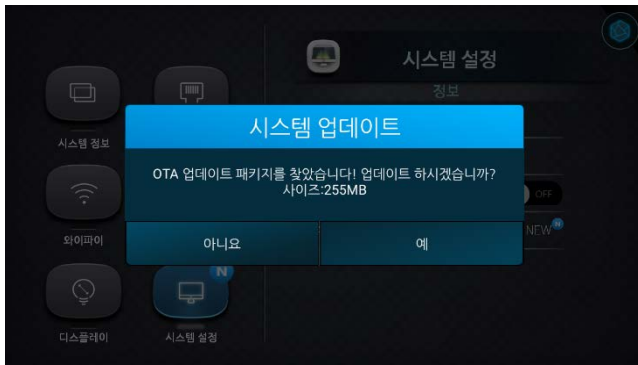 시스템 설정
정보
시스템 정보
시스템 업데이트
OTA 업데이트 패키지를 찾았습니다! 업데이트 하시겠습니까?
사이즈:255MB
아니요
예
OFF
와이파이
NEW N
N
디스플레이
시스템 설정